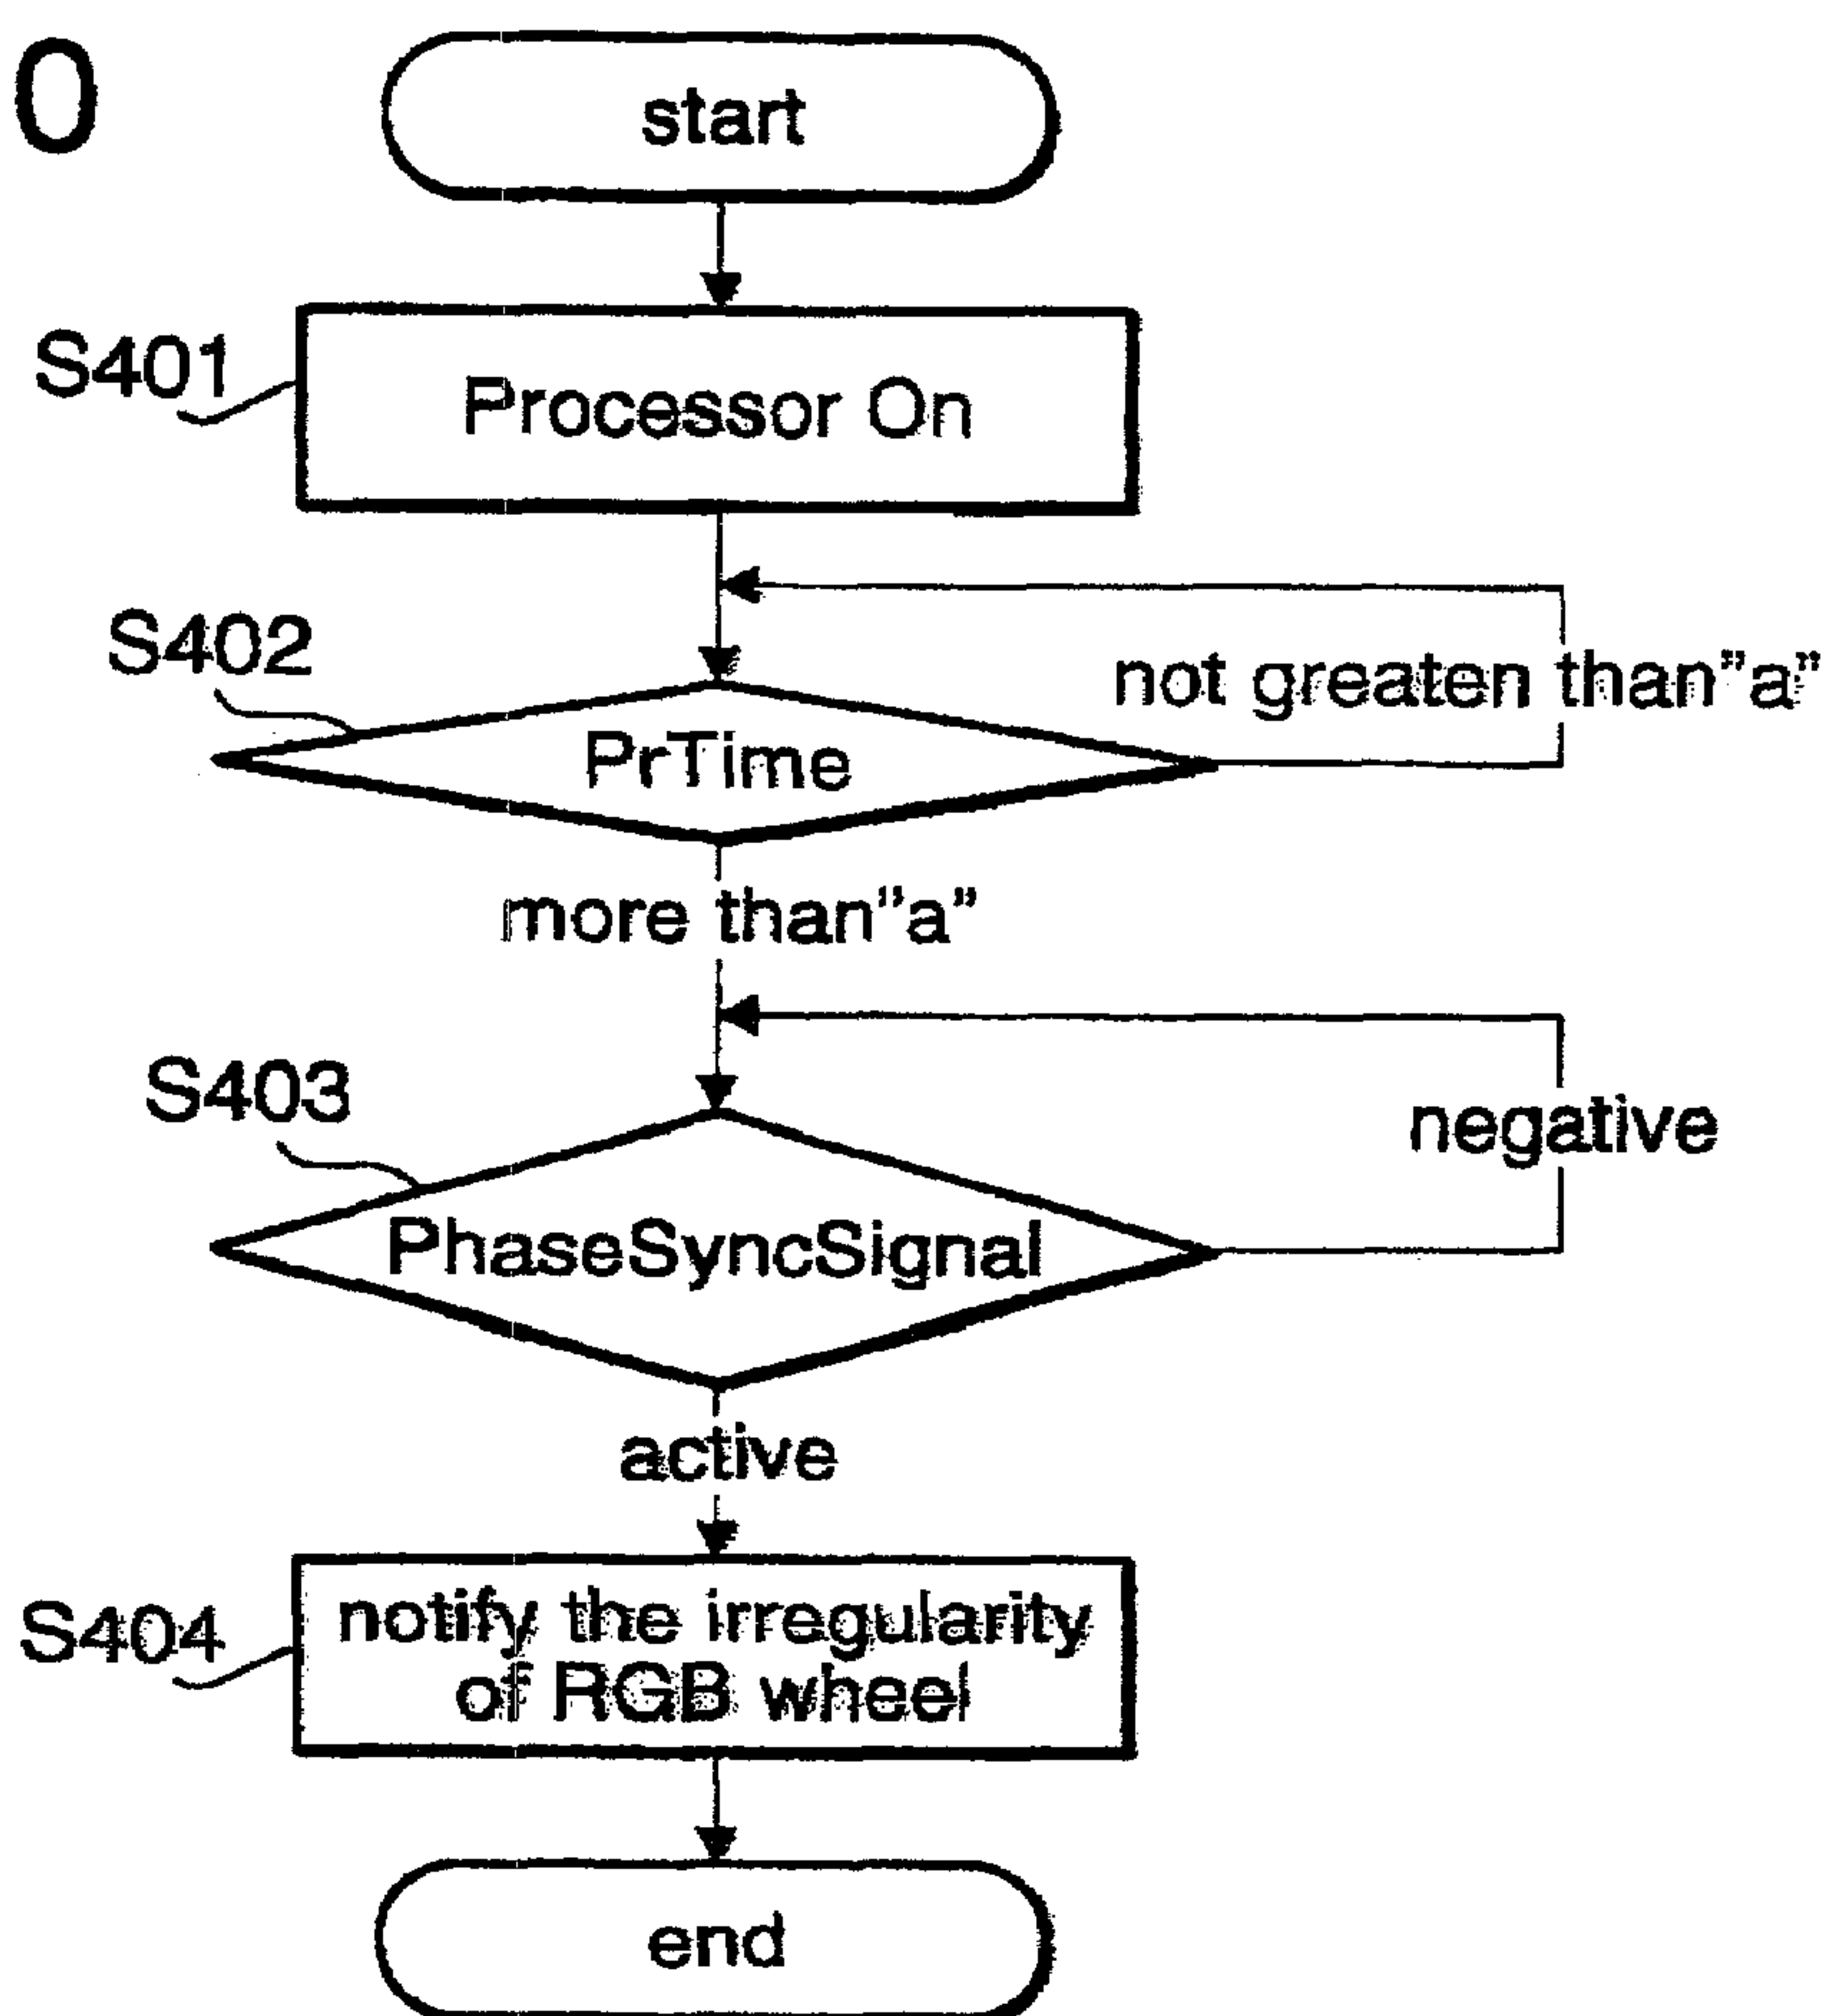 0
start
S401
Processor On
S402
not greaten than"a"
PrTime
more than"a"
S403
negative
PhaseSyncSignal
active
S404
notify the irregularity
of RGB wheel
end